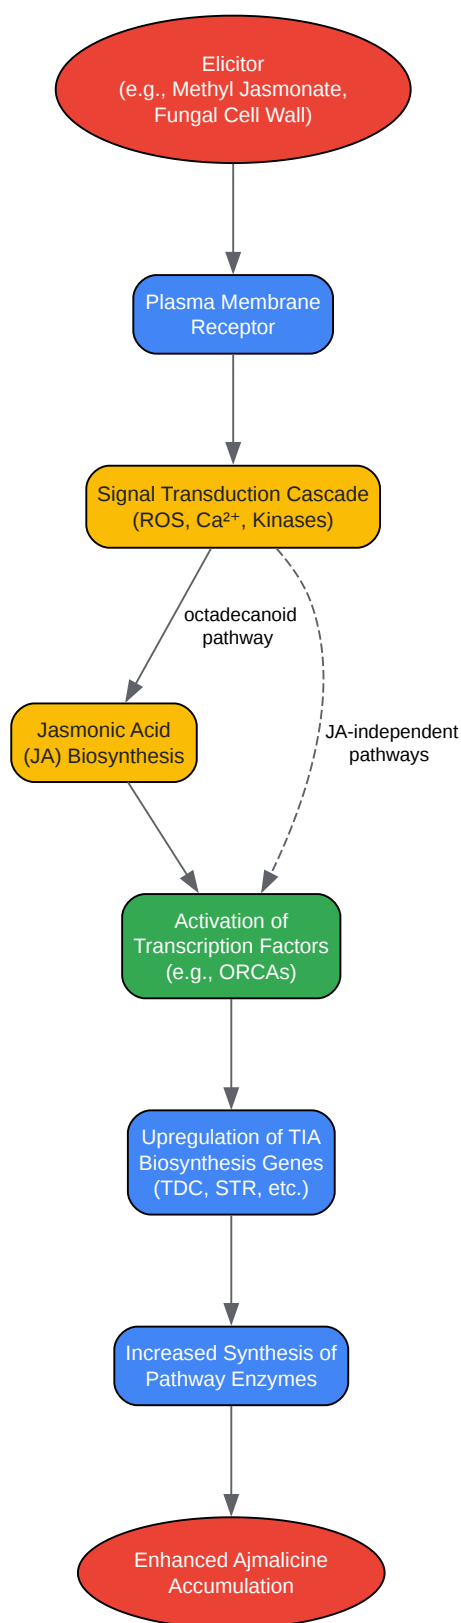 Elicitor
(e.g., Methyl Jasmonate,
Fungal Cell Wall)
Plasma Membrane
Receptor
Signal Transduction Cascade
(ROS, Ca²⁺, Kinases)
octadecanoid
pathway
Jasmonic Acid
(JA) Biosynthesis
JA-independent
pathways
Activation of
Transcription Factors
(e.g., ORCAs)
Upregulation of TIA
Biosynthesis Genes
(TDC, STR, etc.)
Increased Synthesis of
Pathway Enzymes
Enhanced Ajmalicine
Accumulation